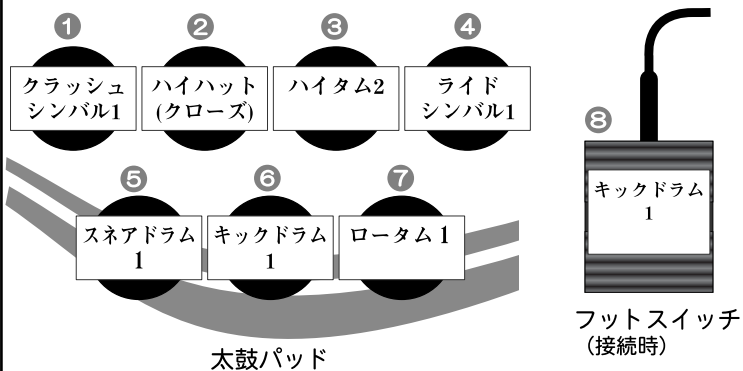 ① ② ③ ④
クラッシュ
シンバル1
ハイハット
(クローズ)
ハイタム2
ライド
シンバル1
⑤ ⑥ ⑦
スネアドラム
1
キックドラム
1
ロータム1
太鼓パッド
⑧
キックドラム
1
フットスイッチ
(接続時)